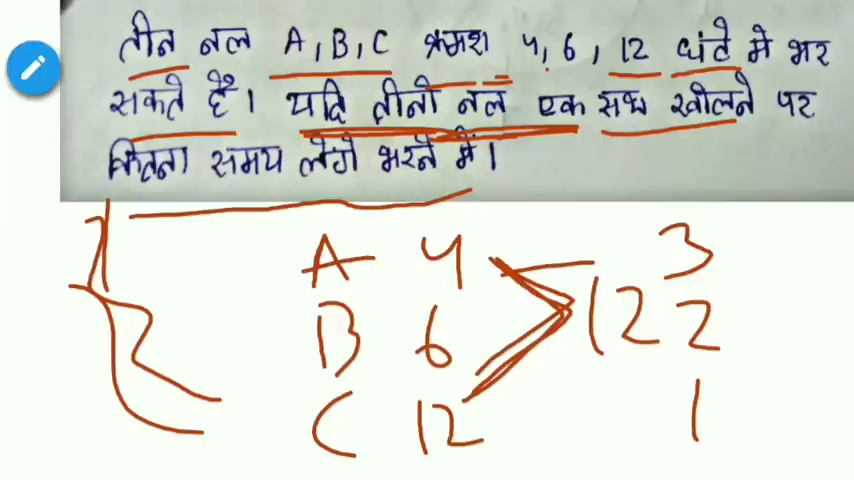 तीन नल A, B, C क्रमश 4, 6, 12 घंटे मे भर
सकते है। यदि तीनो नल एक सथ खोलने पर
कितना समय लेगे भरने में।
A 4 3
B 6 12 2
C 12 1